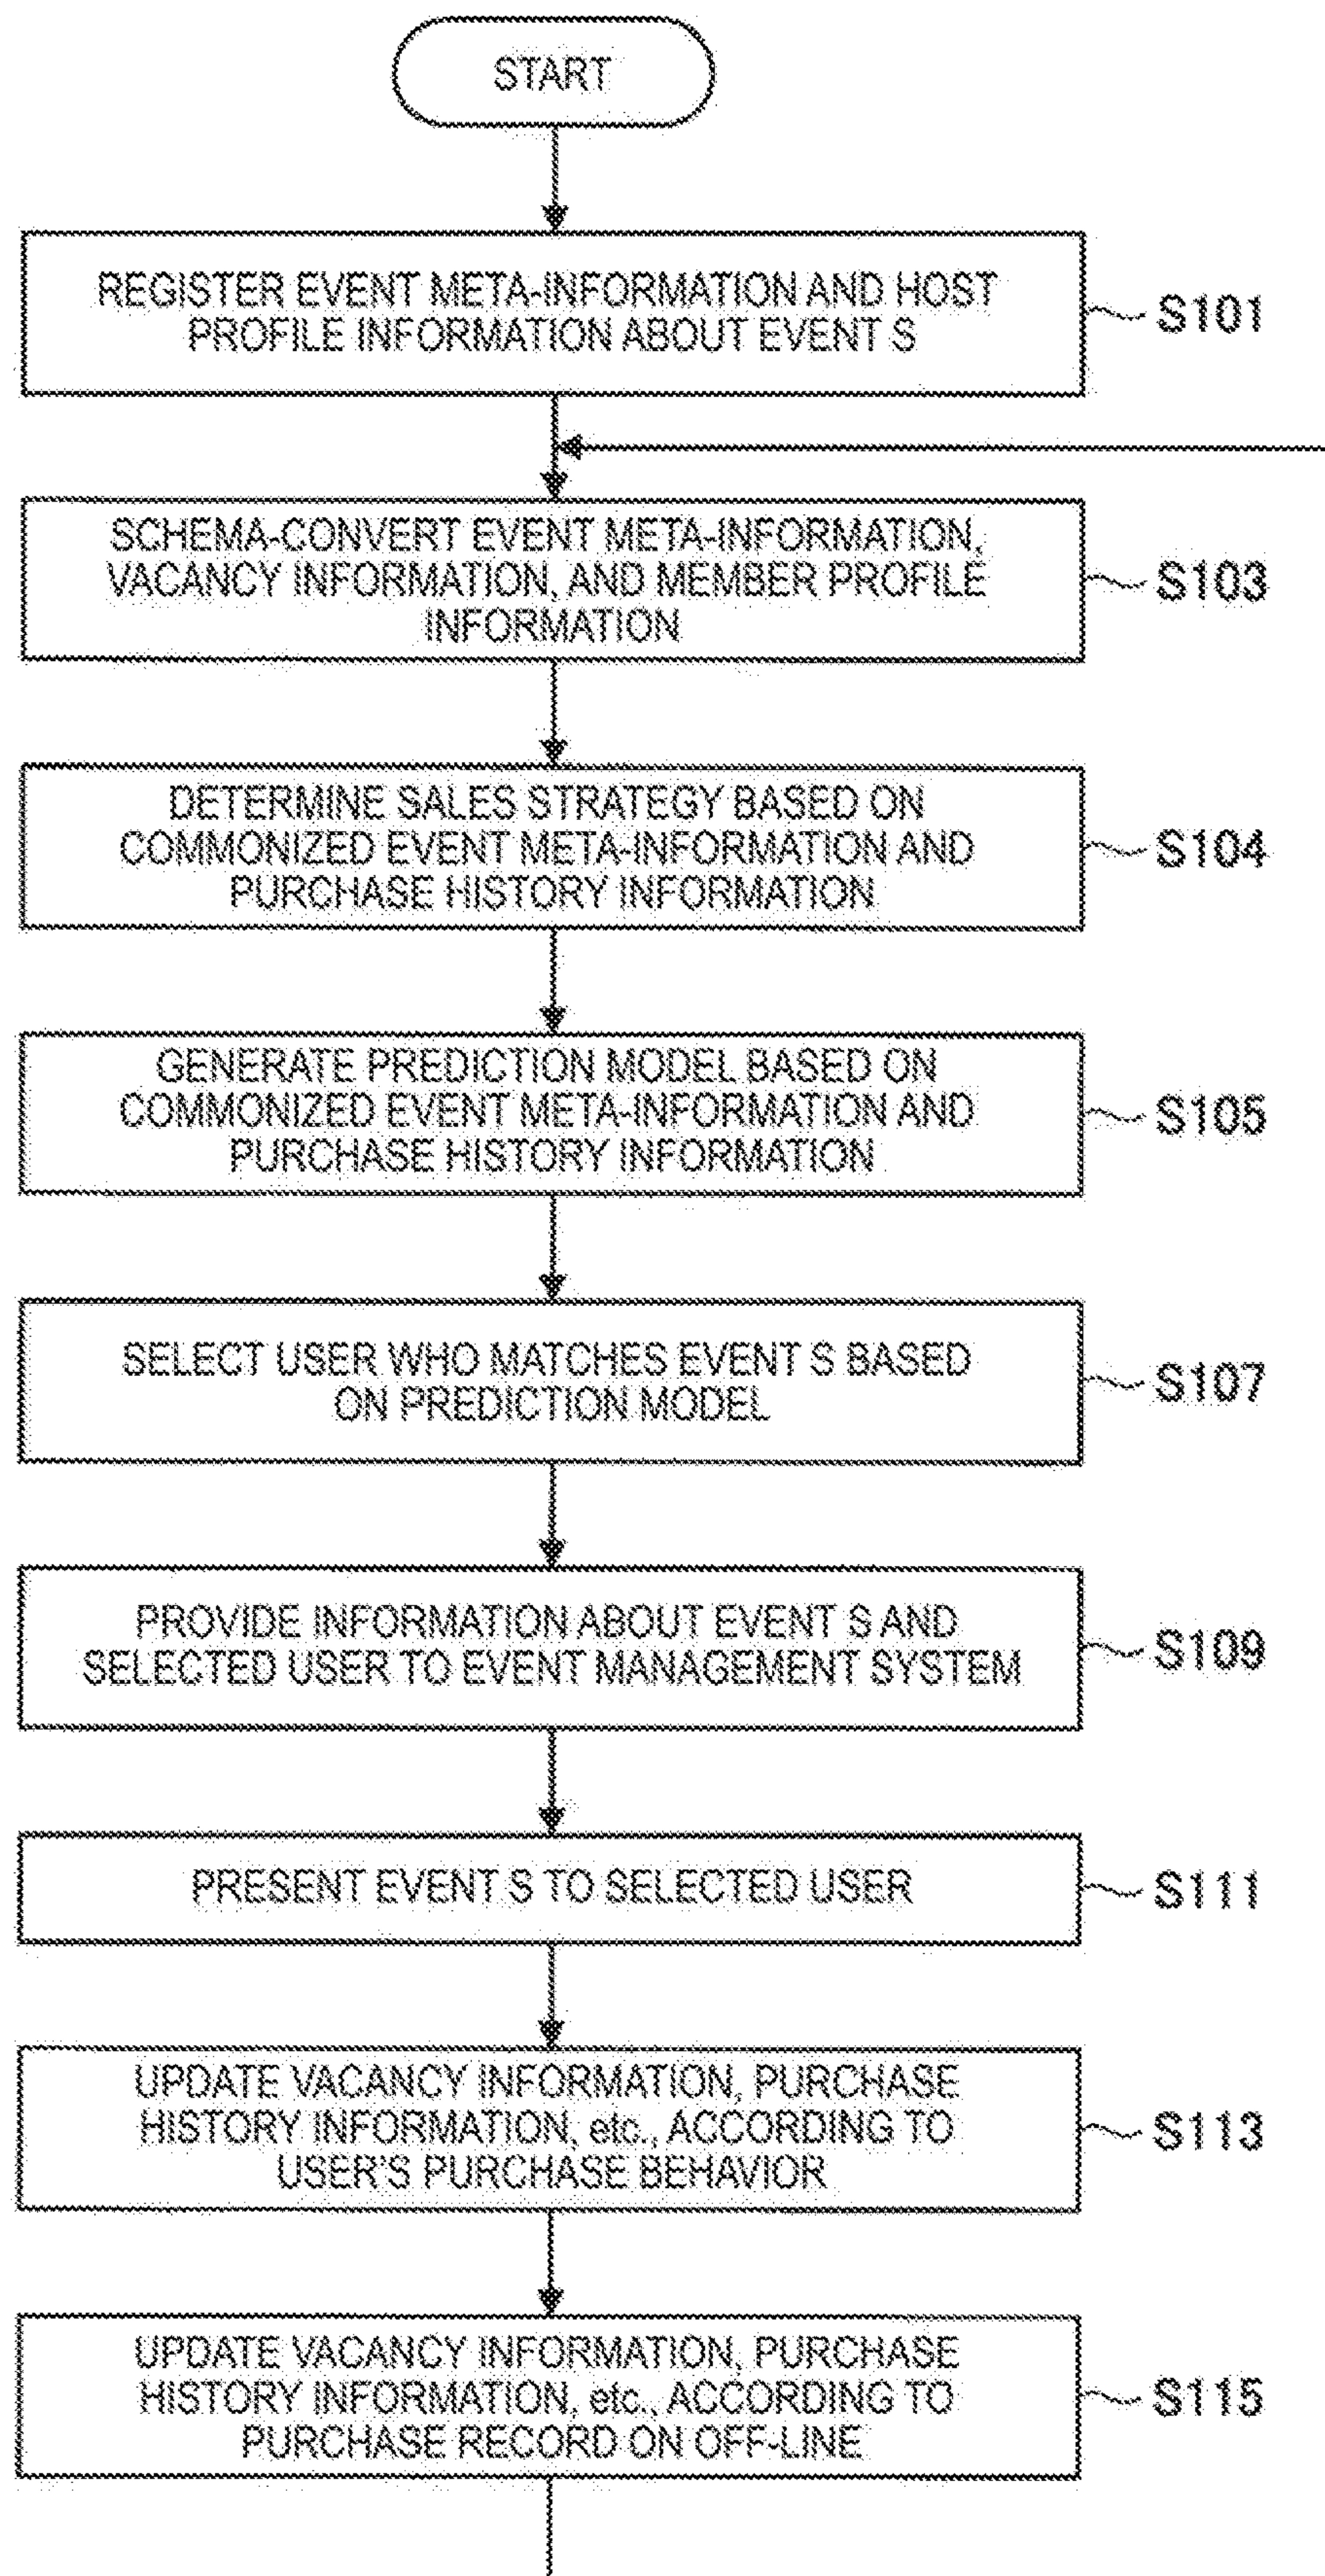 START
REGISTER EVENT META-INFORMATION AND HOST
PROFILE INFORMATION ABOUT EVENT S
S101
SCHEMA-CONVERT EVENT META-INFORMATION,
VACANCY INFORMATION, AND MEMBER PROFILE
INFORMATION
S103
DETERMINE SALES STRATEGY BASED ON
COMMONIZED EVENT META-INFORMATION AND
PURCHASE HISTORY INFORMATION
S104
GENERATE PREDICTION MODEL BASED ON
COMMONIZED EVENT META-INFORMATION AND
PURCHASE HISTORY INFORMATION
S105
SELECT USER WHO MATCHES EVENT S BASED
ON PREDICTION MODEL
S107
PROVIDE INFORMATION ABOUT EVENT S AND
SELECTED USER TO EVENT MANAGEMENT SYSTEM
S109
PRESENT EVENT S TO SELECTED USER
S111
UPDATE VACANCY INFORMATION, PURCHASE
HISTORY INFORMATION, etc., ACCORDING TO
USER'S PURCHASE BEHAVIOR
S113
UPDATE VACANCY INFORMATION, PURCHASE
HISTORY INFORMATION, etc., ACCORDING TO
PURCHASE RECORD ON OFF-LINE
S115